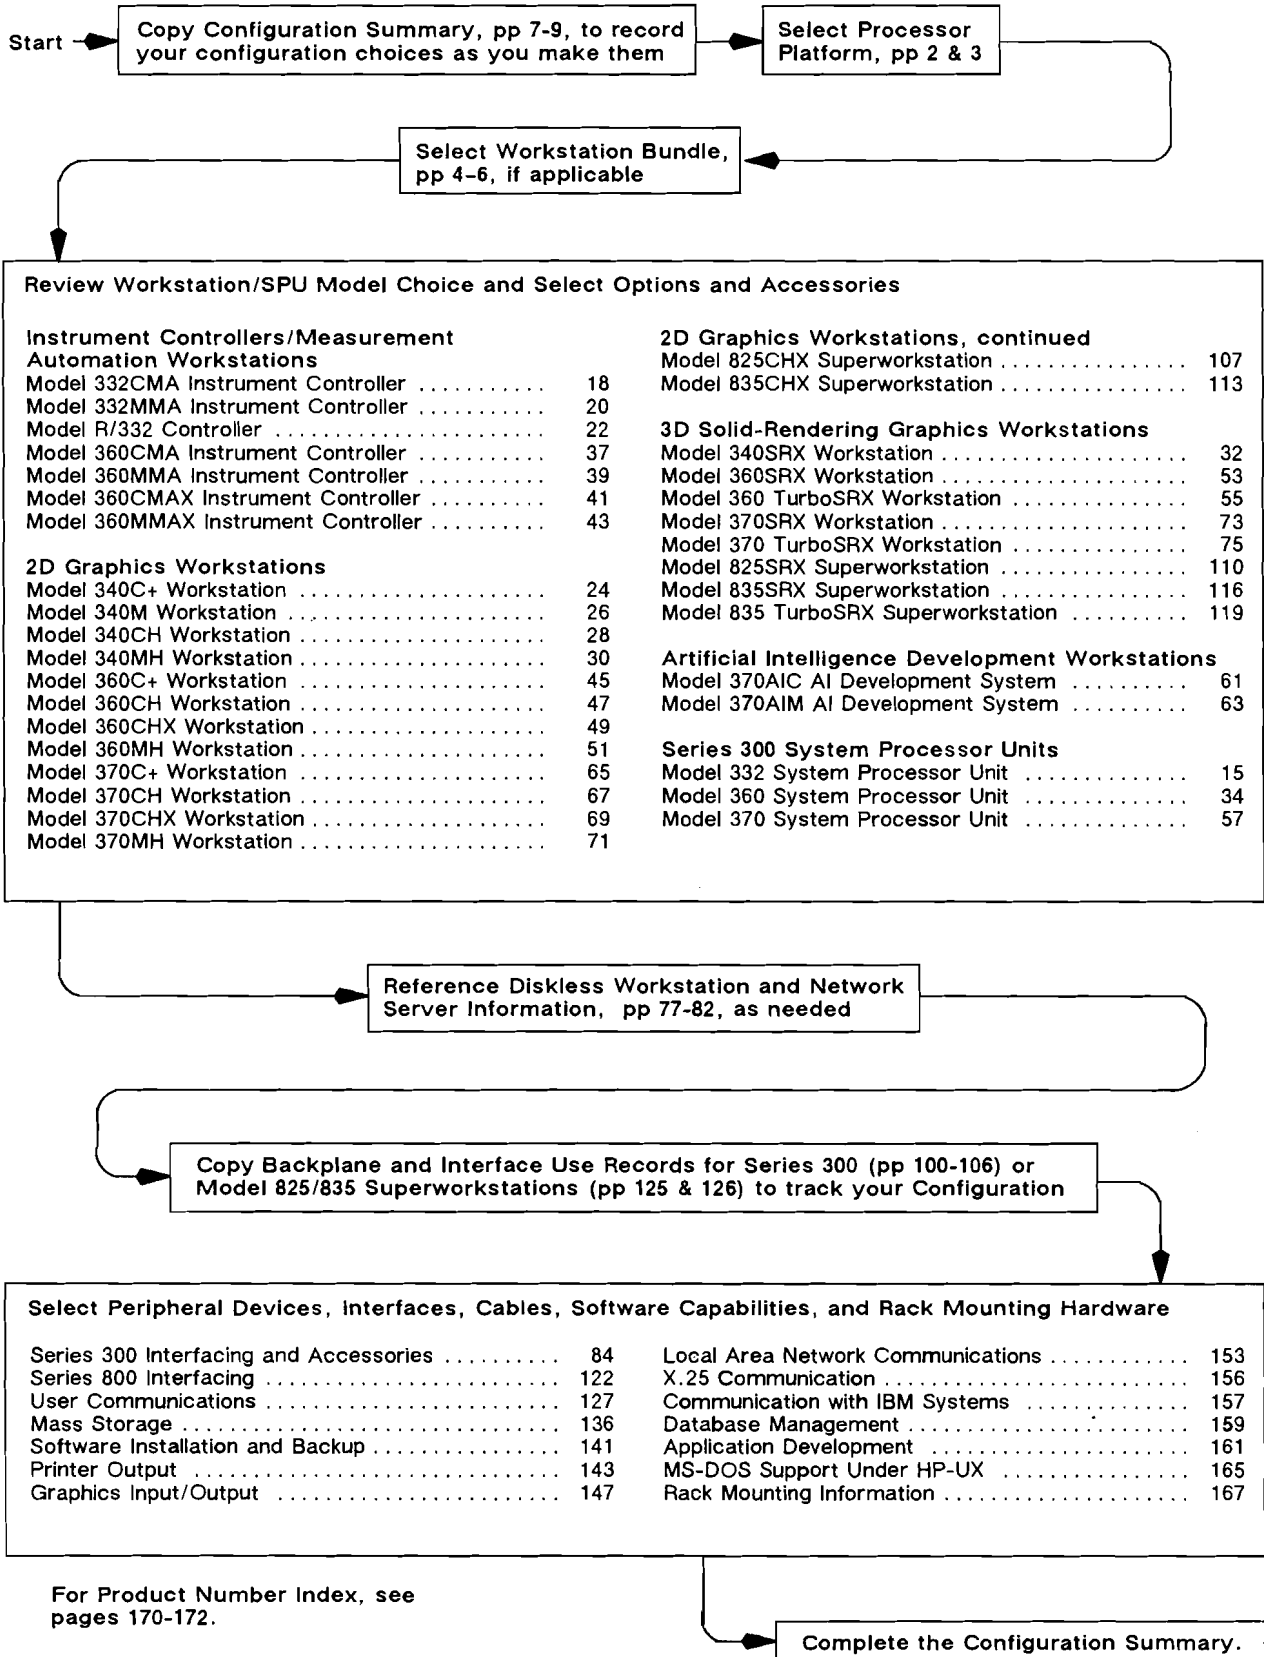 Start
Copy Configuration Summary, pp 7-9, to record
your configuration choices as you make them
Select Processor
Platform, pp 2 & 3
Select Workstation Bundle,
pp 4-6, if applicable
Review Workstation/SPU Model Choice and Select Options and Accessories
Instrument Controllers/Measurement
Automation Workstations
Model 332CMA Instrument Controller ........... 18
Model 332MMA Instrument Controller ........... 20
Model R/332 Controller ....................... 22
Model 360CMA Instrument Controller ........... 37
Model 360MMA Instrument Controller ........... 39
Model 360CMAX Instrument Controller .......... 41
Model 360MMAX Instrument Controller .......... 43
2D Graphics Workstations
Model 340C+ Workstation ...................... 24
Model 340M Workstation ....................... 26
Model 340CH Workstation ...................... 28
Model 340MH Workstation ...................... 30
Model 360C+ Workstation ...................... 45
Model 360CH Workstation ...................... 47
Model 360CHX Workstation ..................... 49
Model 360MH Workstation ...................... 51
Model 370C+ Workstation ...................... 65
Model 370CH Workstation ...................... 67
Model 370CHX Workstation ..................... 69
Model 370MH Workstation ...................... 71
2D Graphics Workstations, continued
Model 825CHX Superworkstation ................ 107
Model 835CHX Superworkstation ................ 113
3D Solid-Rendering Graphics Workstations
Model 340SRX Workstation .................... 32
Model 360SRX Workstation .................... 53
Model 360 TurboSRX Workstation .............. 55
Model 370SRX Workstation .................... 73
Model 370 TurboSRX Workstation .............. 75
Model 825SRX Superworkstation ............... 110
Model 835SRX Superworkstation ............... 116
Model 835 TurboSRX Superworkstation .......... 119
Artificial Intelligence Development Workstations
Model 370AIC AI Development System .......... 61
Model 370AIM AI Development System .......... 63
Series 300 System Processor Units
Model 332 System Processor Unit .............. 15
Model 360 System Processor Unit .............. 34
Model 370 System Processor Unit .............. 57
Reference Diskless Workstation and Network
Server Information, pp 77-82, as needed
Copy Backplane and Interface Use Records for Series 300 (pp 100-106) or
Model 825/835 Superworkstations (pp 125 & 126) to track your Configuration
Select Peripheral Devices, Interfaces, Cables, Software Capabilities, and Rack Mounting Hardware
Series 300 Interfacing and Accessories .......... 84
Series 800 Interfacing .......................... 122
User Communications ............................ 127
Mass Storage ................................... 136
Software Installation and Backup ................ 141
Printer Output ................................. 143
Graphics Input/Output .......................... 147
Local Area Network Communications ............ 153
X.25 Communication ........................... 156
Communication with IBM Systems .............. 157
Database Management ......................... 159
Application Development ...................... 161
MS-DOS Support Under HP-UX ................ 165
Rack Mounting Information ..................... 167
For Product Number Index, see
pages 170-172.
Complete the Configuration Summary.